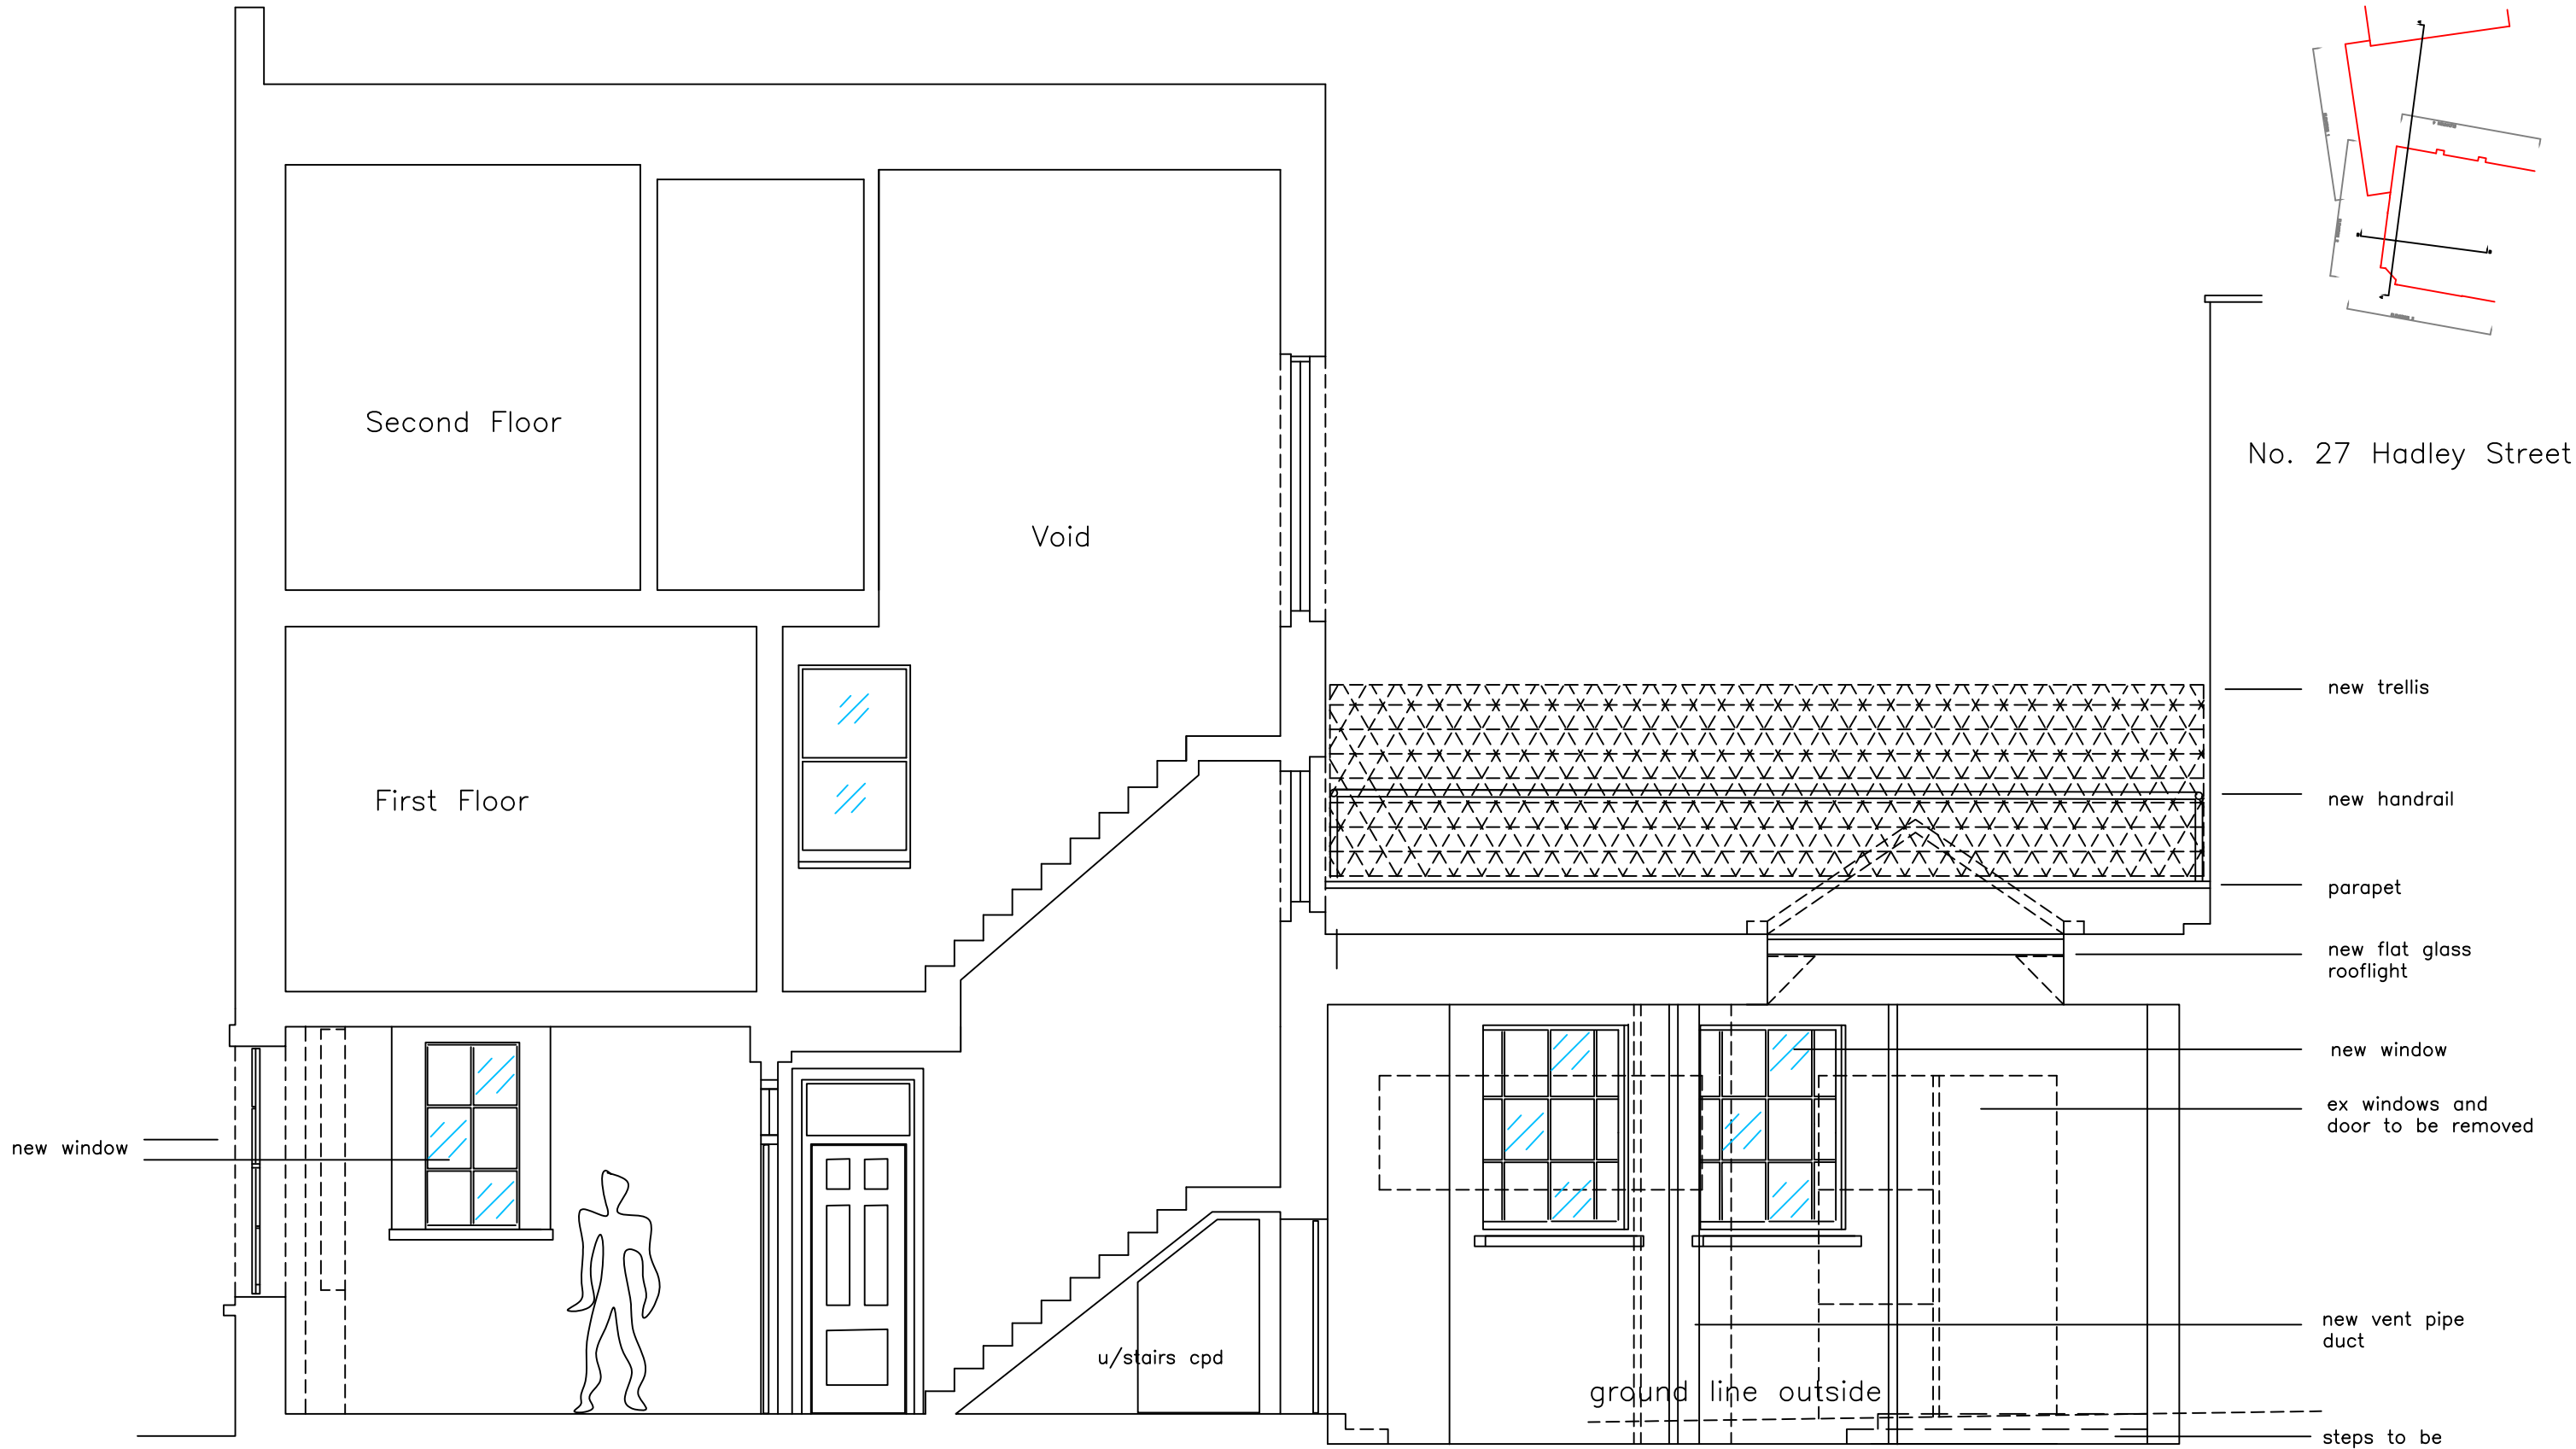 No. 27 Hadley Street
Second Floor
Void
First Floor
new trellis
new handrail
parapet
new flat glass
rooflight
new window
ex windows and
door to be removed
new window
new vent pipe
duct
u/stairs cpd
ground line outside
steps to be